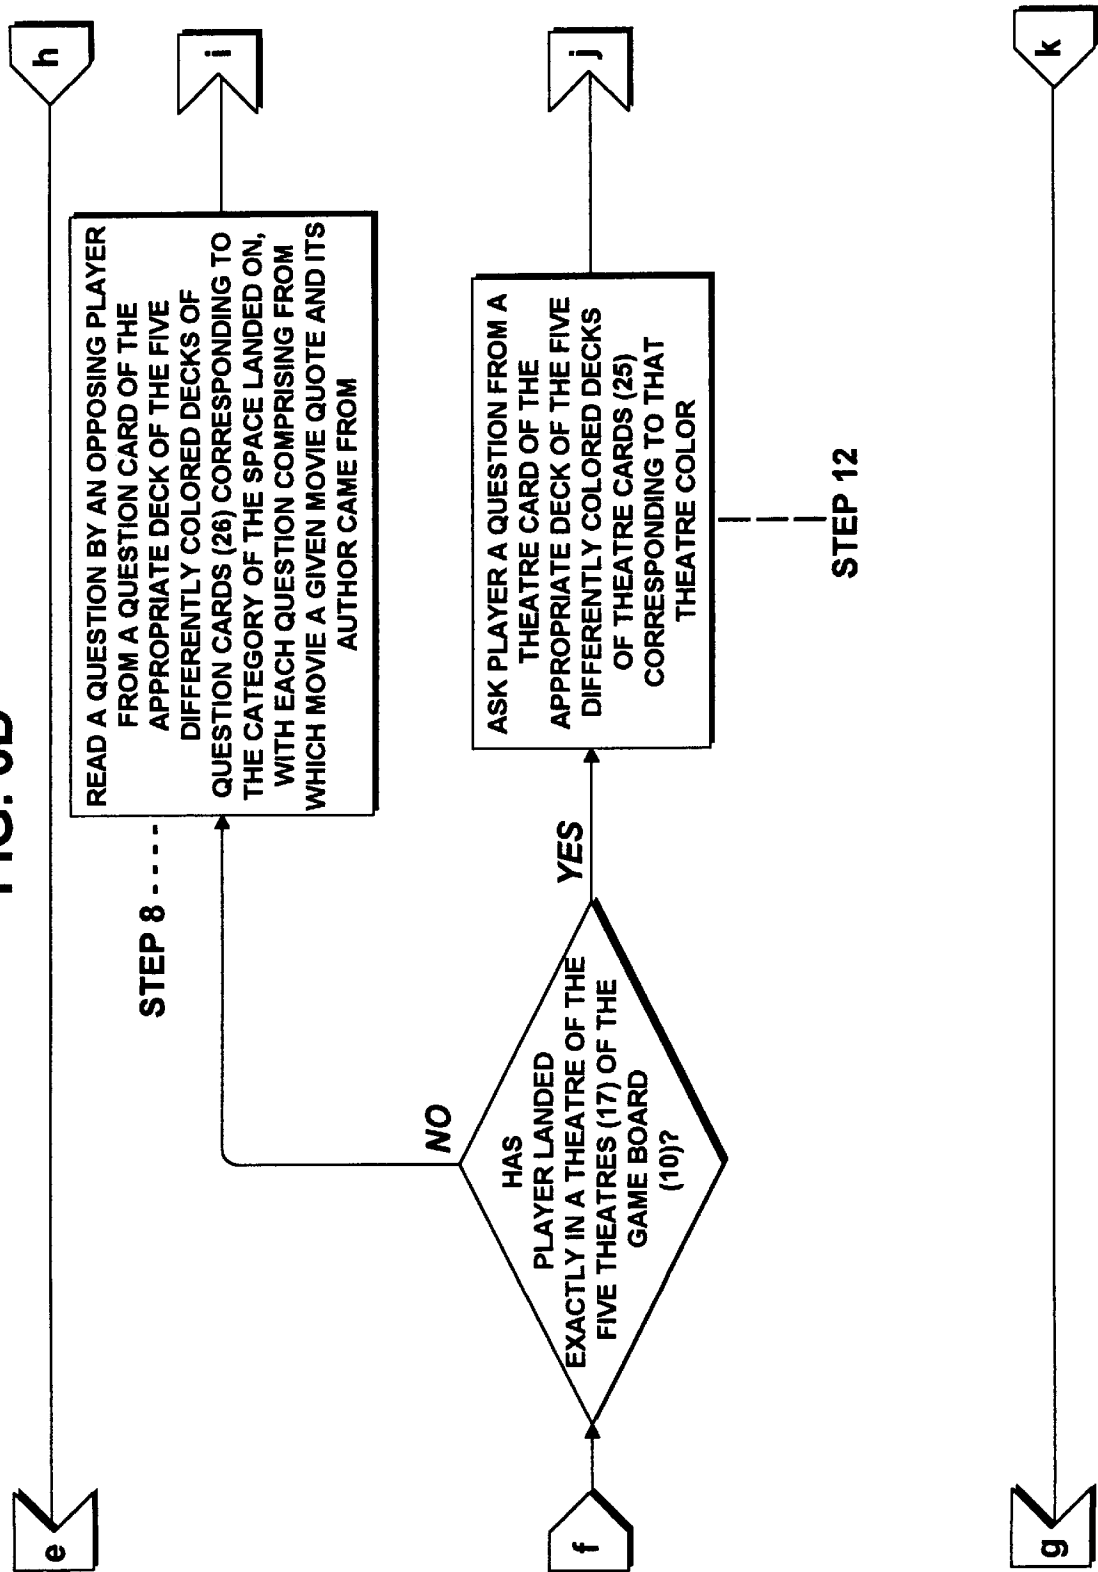 h
e
READ A QUESTION BY AN OPPOSING PLAYER
FROM A QUESTION CARD OF THE
APPROPRIATE DECK OF THE FIVE
DIFFERENTLY COLORED DECKS OF
QUESTION CARDS (26) CORRESPONDING TO
THE CATEGORY OF THE SPACE LANDED ON,
WITH EACH QUESTION COMPRISING FROM
WHICH MOVIE A GIVEN MOVIE QUOTE AND ITS
AUTHOR CAME FROM
i
STEP 8 ----
NO
f
HAS
PLAYER LANDED
EXACTLY IN A THEATRE OF THE
FIVE THEATRES (17) OF THE
GAME BOARD
(10)?
YES
ASK PLAYER A QUESTION FROM A
THEATRE CARD OF THE
APPROPRIATE DECK OF THE FIVE
DIFFERENTLY COLORED DECKS
OF THEATRE CARDS (25)
CORRESPONDING TO THAT
THEATRE COLOR
j
STEP 12
g
k